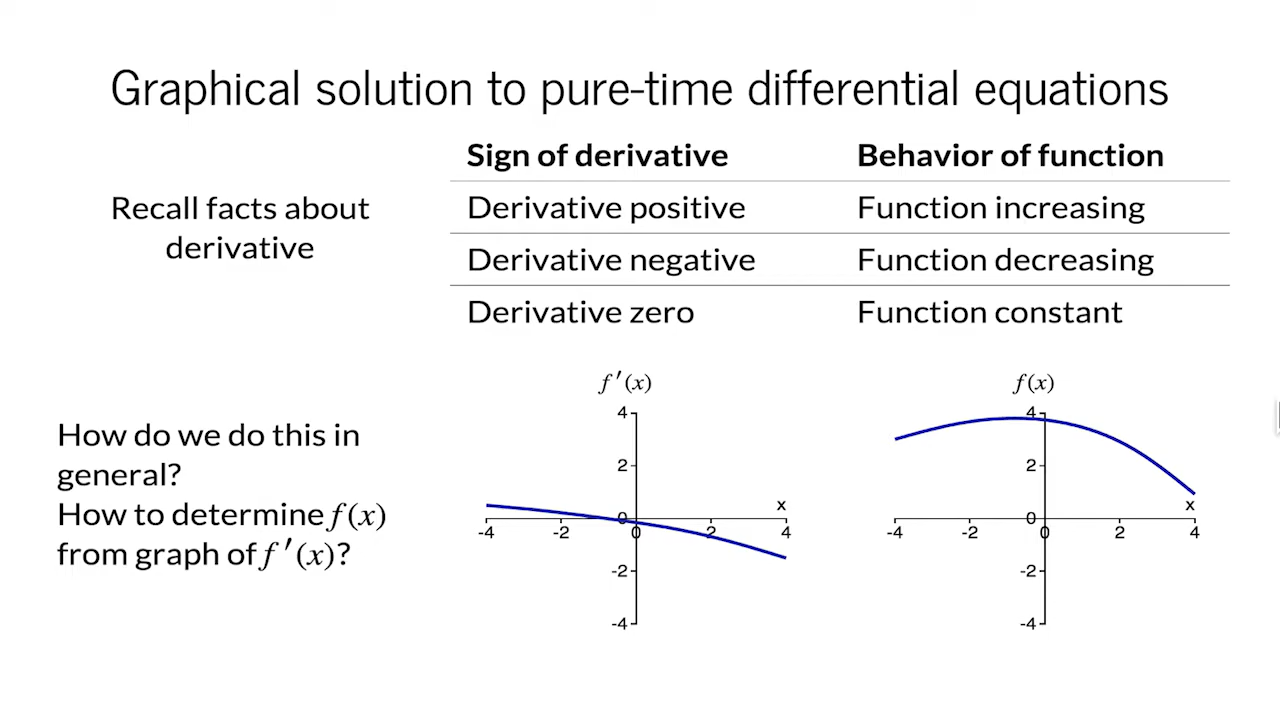 Graphical solution to pure-time differential equations
Recall facts about
derivative
Sign of derivative Behavior of function
Derivative positive Function increasing
Derivative negative Function decreasing
Derivative zero Function constant
How do we do this in
general?
How to determine f(x)
from graph of f′(x)?
f′(x)
4
2
x
0
-4 -2 0 2 4
-2
-4
f(x)
4
2
x
0
-4 -2 0 2 4
-2
-4